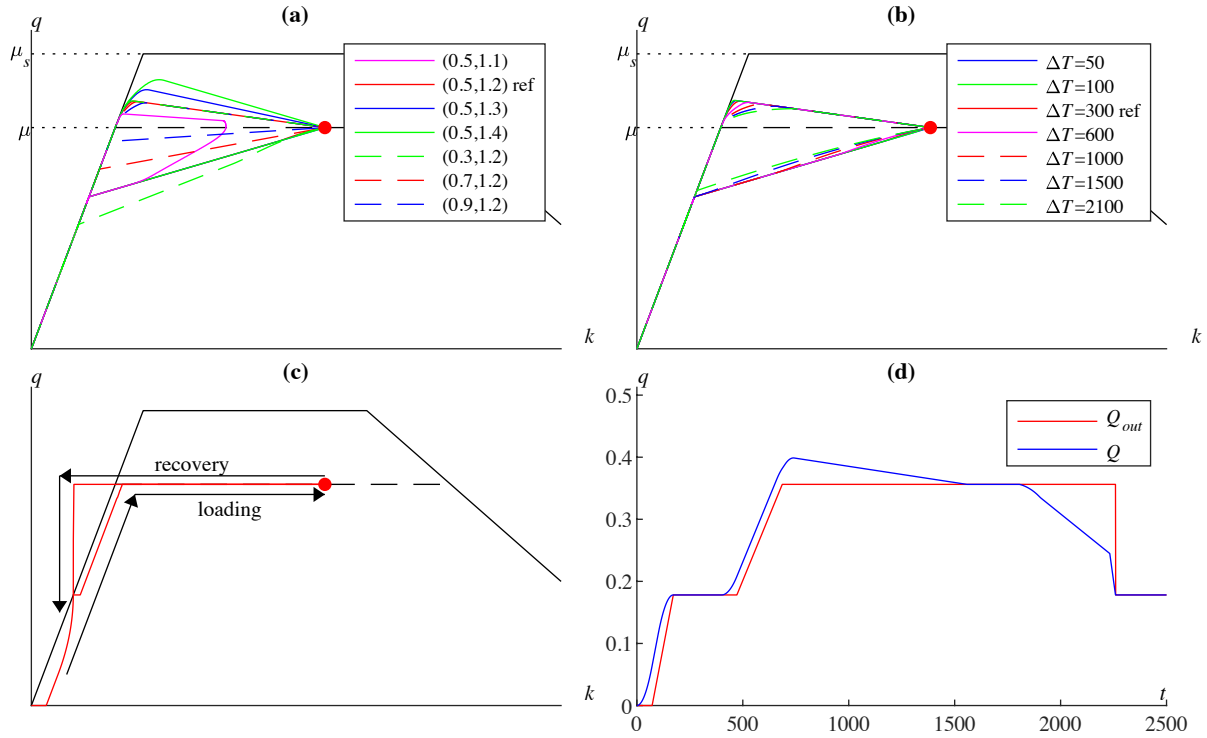 (a)
q
μs
μ
(0.5,1.1)
(0.5,1.2) ref
(0.5,1.3)
(0.5,1.4)
(0.3,1.2)
(0.7,1.2)
(0.9,1.2)
k
(b)
q
μs
μ
ΔT=50
ΔT=100
ΔT=300 ref
ΔT=600
ΔT=1000
ΔT=1500
ΔT=2100
k
(c)
q
recovery
loading
k
(d)
q
0.5
0.4
0.3
0.2
0.1
0
Qout
Q
t
0 500 1000 1500 2000 2500